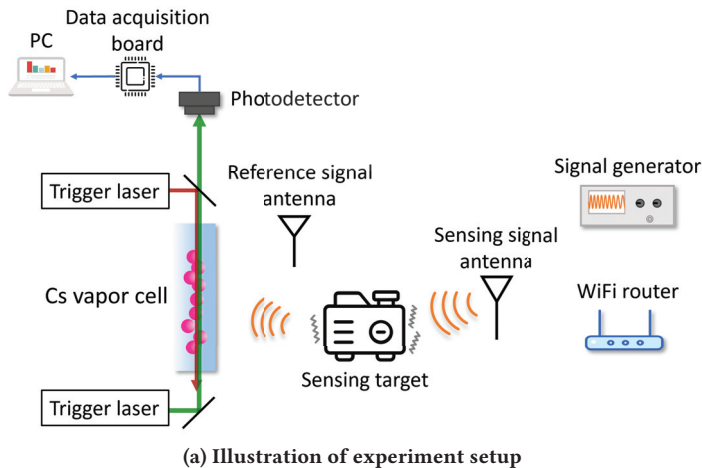 Data acquisition
board
PC
Photodetector
Trigger laser
Reference signal
antenna
Signal generator
Sensing signal
antenna
Cs vapor cell
WiFi router
Sensing target
Trigger laser
(a) Illustration of experiment setup